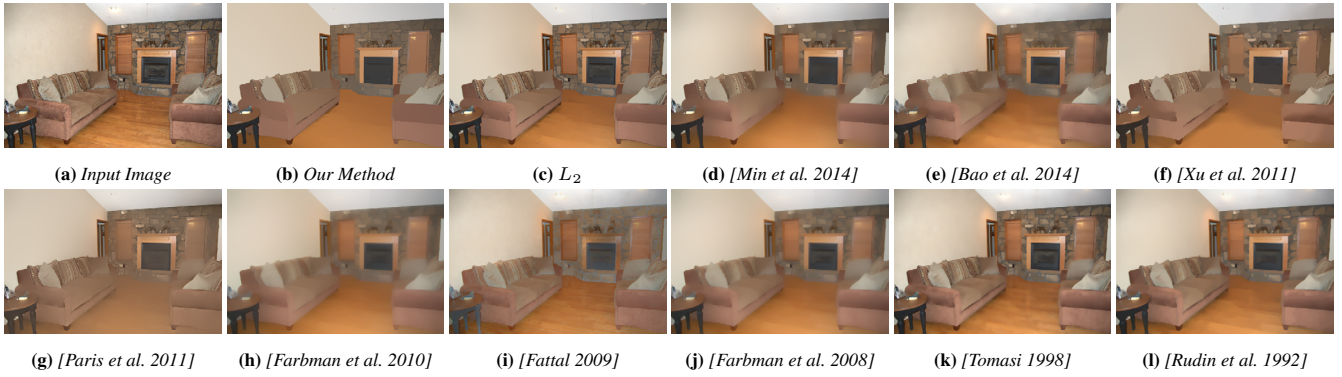 (a) Input Image (b) Our Method (c) L₂ (d) [Min et al. 2014] (e) [Bao et al. 2014] (f) [Xu et al. 2011]
(g) [Paris et al. 2011] (h) [Farbman et al. 2010] (i) [Fattal 2009] (j) [Farbman et al. 2008] (k) [Tomasi 1998] (l) [Rudin et al. 1992]